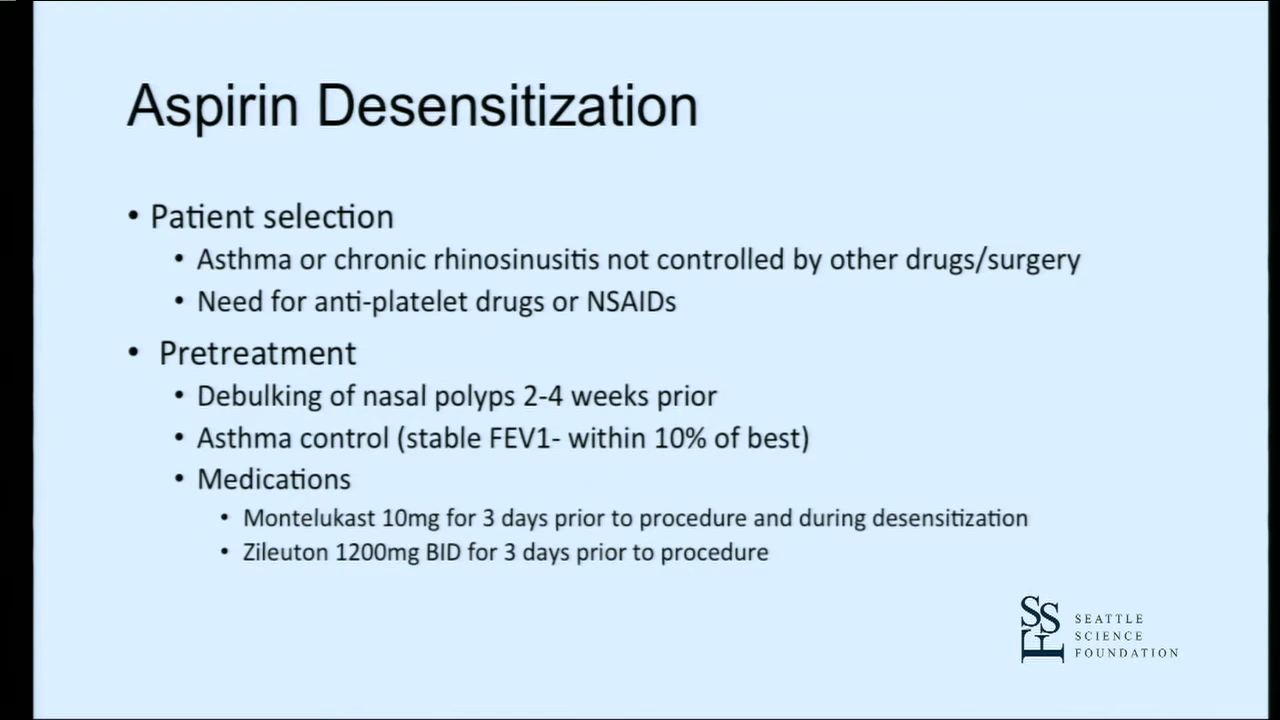 Aspirin Desensitization
• Patient selection
• Asthma or chronic rhinosinusitis not controlled by other drugs/surgery
• Need for anti-platelet drugs or NSAIDs
• Pretreatment
• Debulking of nasal polyps 2-4 weeks prior
• Asthma control (stable FEV1- within 10% of best)
• Medications
• Montelukast 10mg for 3 days prior to procedure and during desensitization
• Zileuton 1200mg BID for 3 days prior to procedure
SSF
SEATTLE
SCIENCE
FOUNDATION